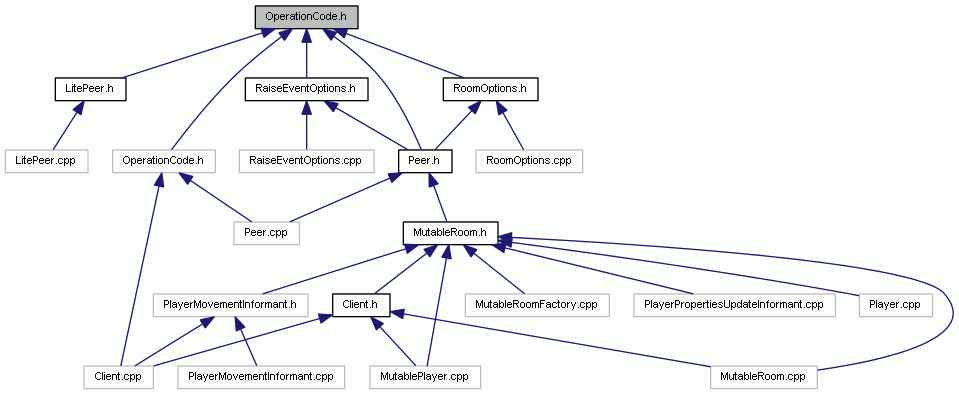 OperationCode.h
LitePeer.h
RaiseEventOptions.h
RoomOptions.h
LitePeer.cpp
OperationCode.h
RaiseEventOptions.cpp
Peer.h
RoomOptions.cpp
Peer.cpp
MutableRoom.h
PlayerMovementInformant.h
Client.h
MutableRoomFactory.cpp
PlayerPropertiesUpdateInformant.cpp
Player.cpp
Client.cpp
PlayerMovementInformant.cpp
MutablePlayer.cpp
MutableRoom.cpp